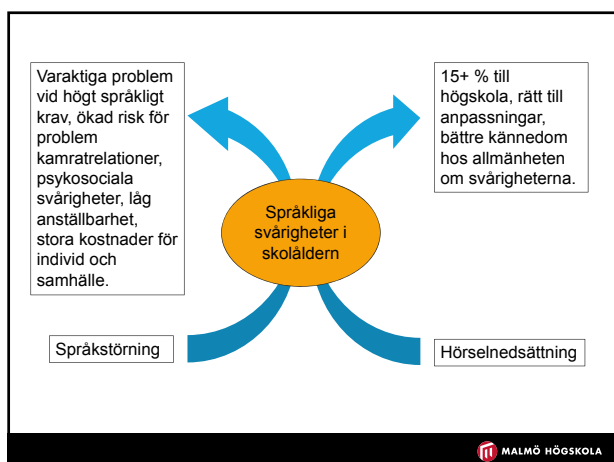 Varaktiga problem
vid högt språkligt
krav, ökad risk för
problem
kamratrelationer,
psykosociala
svårigheter, låg
anställbarhet,
stora kostnader för
individ och
samhälle.
15+ % till
högskola, rätt till
anpassningar,
bättre kännedom
hos allmänheten
om svårigheterna.
Språkliga
svårigheter i
skolåldern
Språkstörning
Hörselnedsättning
MALMÖ HÖGSKOLA